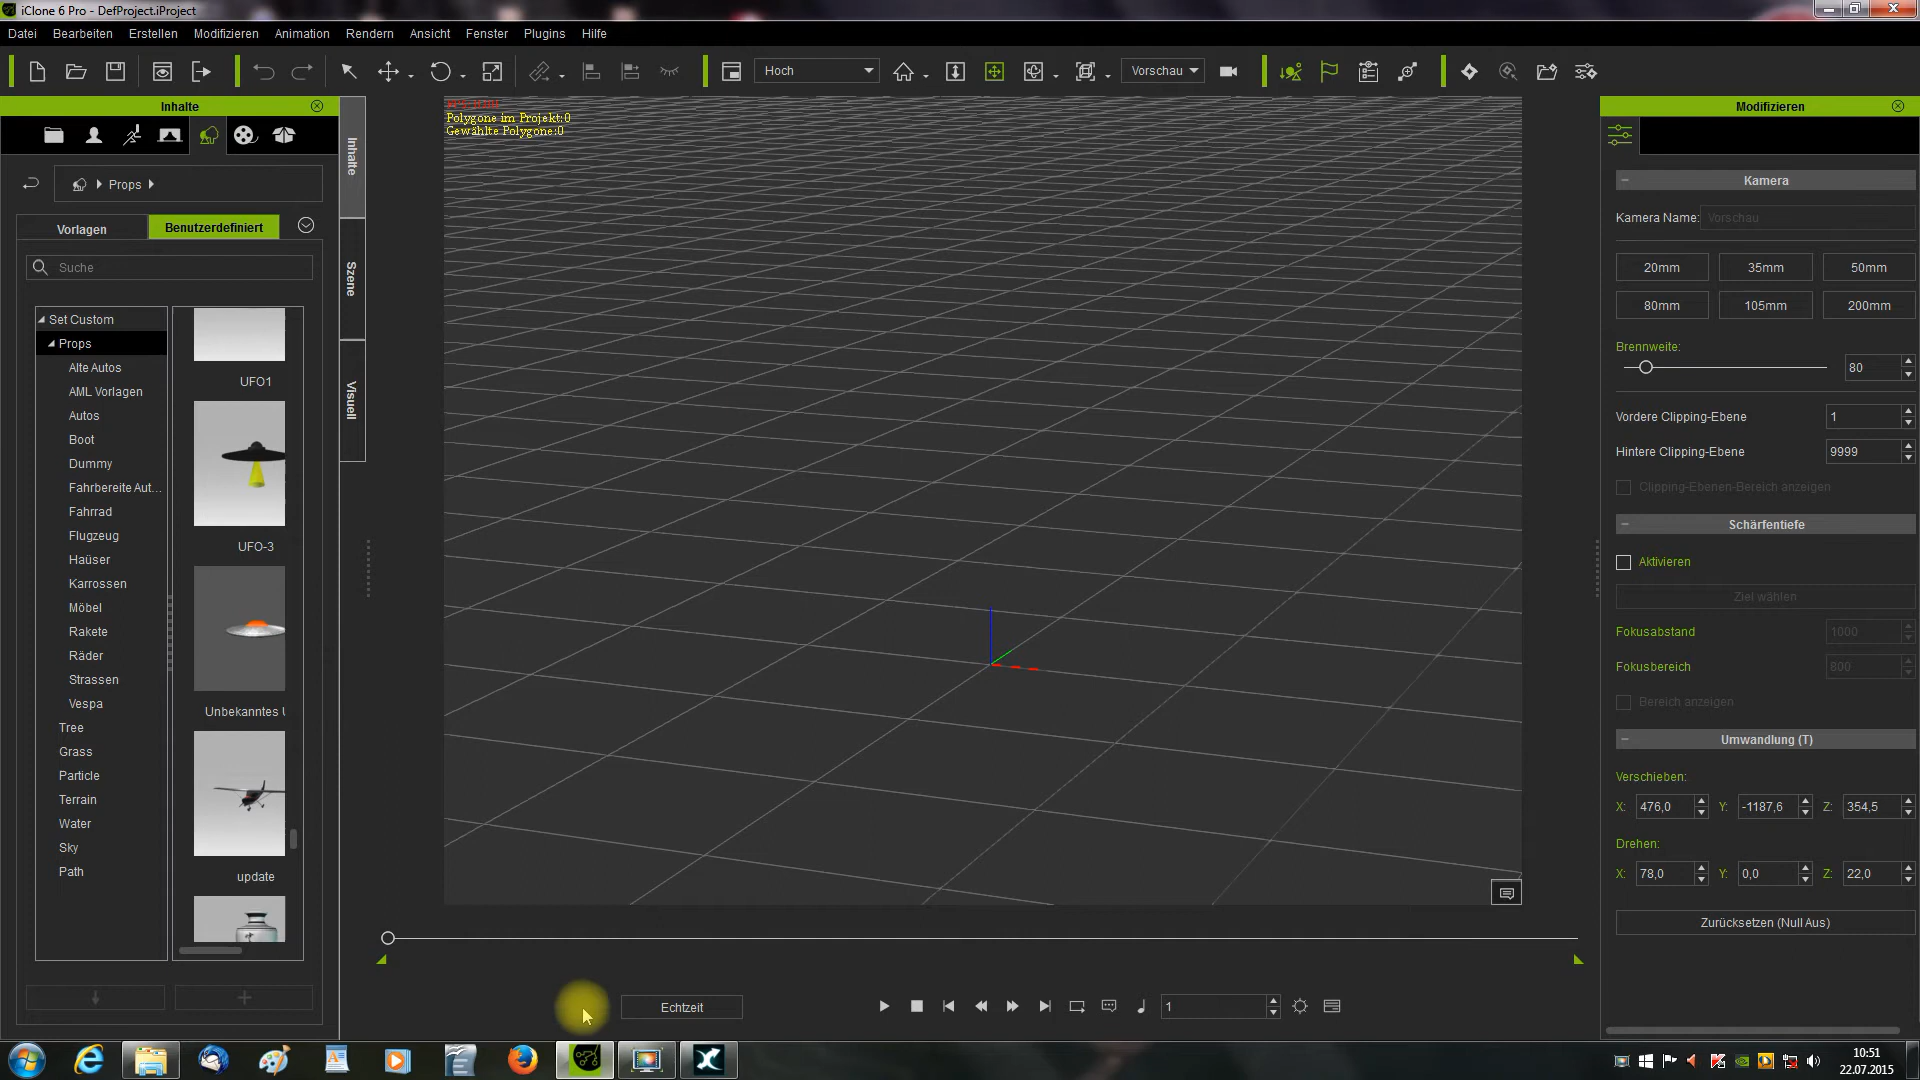 iClone 6 Pro - DefProject.iProject
Datei Bearbeiten Erstellen Modifizieren Animation Rendern Ansicht Fenster Plugins Hilfe
Hoch
Vorschau
Inhalte
Props
Vorlagen
Benutzerdefiniert
Suche
Set Custom
Props
Alte Autos
AML Vorlagen
Autos
Boot
Dummy
Fahrbereite Aut...
Fahrrad
Flugzeug
Haüser
Karrossen
Möbel
Rakete
Räder
Strassen
Vespa
Tree
Grass
Particle
Terrain
Water
Sky
Path
UFO1
UFO-3
Unbekanntes U
update
Inhalte
Szene
Visuell
Polygone im Projekt:0
Gewählte Polygone:0
Echtzeit
1
Modifizieren
Kamera
Kamera Name: Vorschau
20mm 35mm 50mm
80mm 105mm 200mm
Brennweite:
80
Vordere Clipping-Ebene 1
Hintere Clipping-Ebene 9999
Clipping-Ebenen-Bereich anzeigen
Schärfentiefe
Aktivieren
Ziel wählen
Fokusabstand 1000
Fokusbereich 800
Bereich anzeigen
Umwandlung (T)
Verschieben:
X: 476,0 Y: -1187,6 Z: 354,5
Drehen:
X: 78,0 Y: 0,0 Z: 22,0
Zurücksetzen (Null Aus)
10:51
22.07.2015